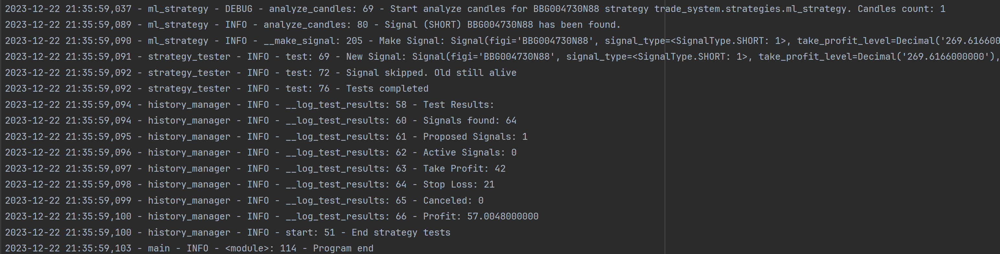 2023-12-22 21:35:59,037 - ml_strategy - DEBUG - analyze_candles: 69 - Start analyze candles for BBG004730N88 strategy trade_system.strategies.ml_strategy. Candles count: 1
2023-12-22 21:35:59,089 - ml_strategy - INFO - analyze_candles: 80 - Signal (SHORT) BBG004730N88 has been found.
2023-12-22 21:35:59,090 - ml_strategy - INFO - __make_signal: 205 - Make Signal: Signal(figi='BBG004730N88', signal_type=<SignalType.SHORT: 1>, take_profit_level=Decimal('269.616600
2023-12-22 21:35:59,091 - strategy_tester - INFO - test: 69 - New Signal: Signal(figi='BBG004730N88', signal_type=<SignalType.SHORT: 1>, take_profit_level=Decimal('269.6166000000'),
2023-12-22 21:35:59,092 - strategy_tester - INFO - test: 72 - Signal skipped. Old still alive
2023-12-22 21:35:59,092 - strategy_tester - INFO - test: 76 - Tests completed
2023-12-22 21:35:59,094 - history_manager - INFO - __log_test_results: 58 - Test Results:
2023-12-22 21:35:59,094 - history_manager - INFO - __log_test_results: 60 - Signals found: 64
2023-12-22 21:35:59,095 - history_manager - INFO - __log_test_results: 61 - Proposed Signals: 1
2023-12-22 21:35:59,096 - history_manager - INFO - __log_test_results: 62 - Active Signals: 0
2023-12-22 21:35:59,097 - history_manager - INFO - __log_test_results: 63 - Take Profit: 42
2023-12-22 21:35:59,098 - history_manager - INFO - __log_test_results: 64 - Stop Loss: 21
2023-12-22 21:35:59,099 - history_manager - INFO - __log_test_results: 65 - Canceled: 0
2023-12-22 21:35:59,100 - history_manager - INFO - __log_test_results: 66 - Profit: 57.0048000000
2023-12-22 21:35:59,100 - history_manager - INFO - start: 51 - End strategy tests
2023-12-22 21:35:59,103 - main - INFO - <module>: 114 - Program end